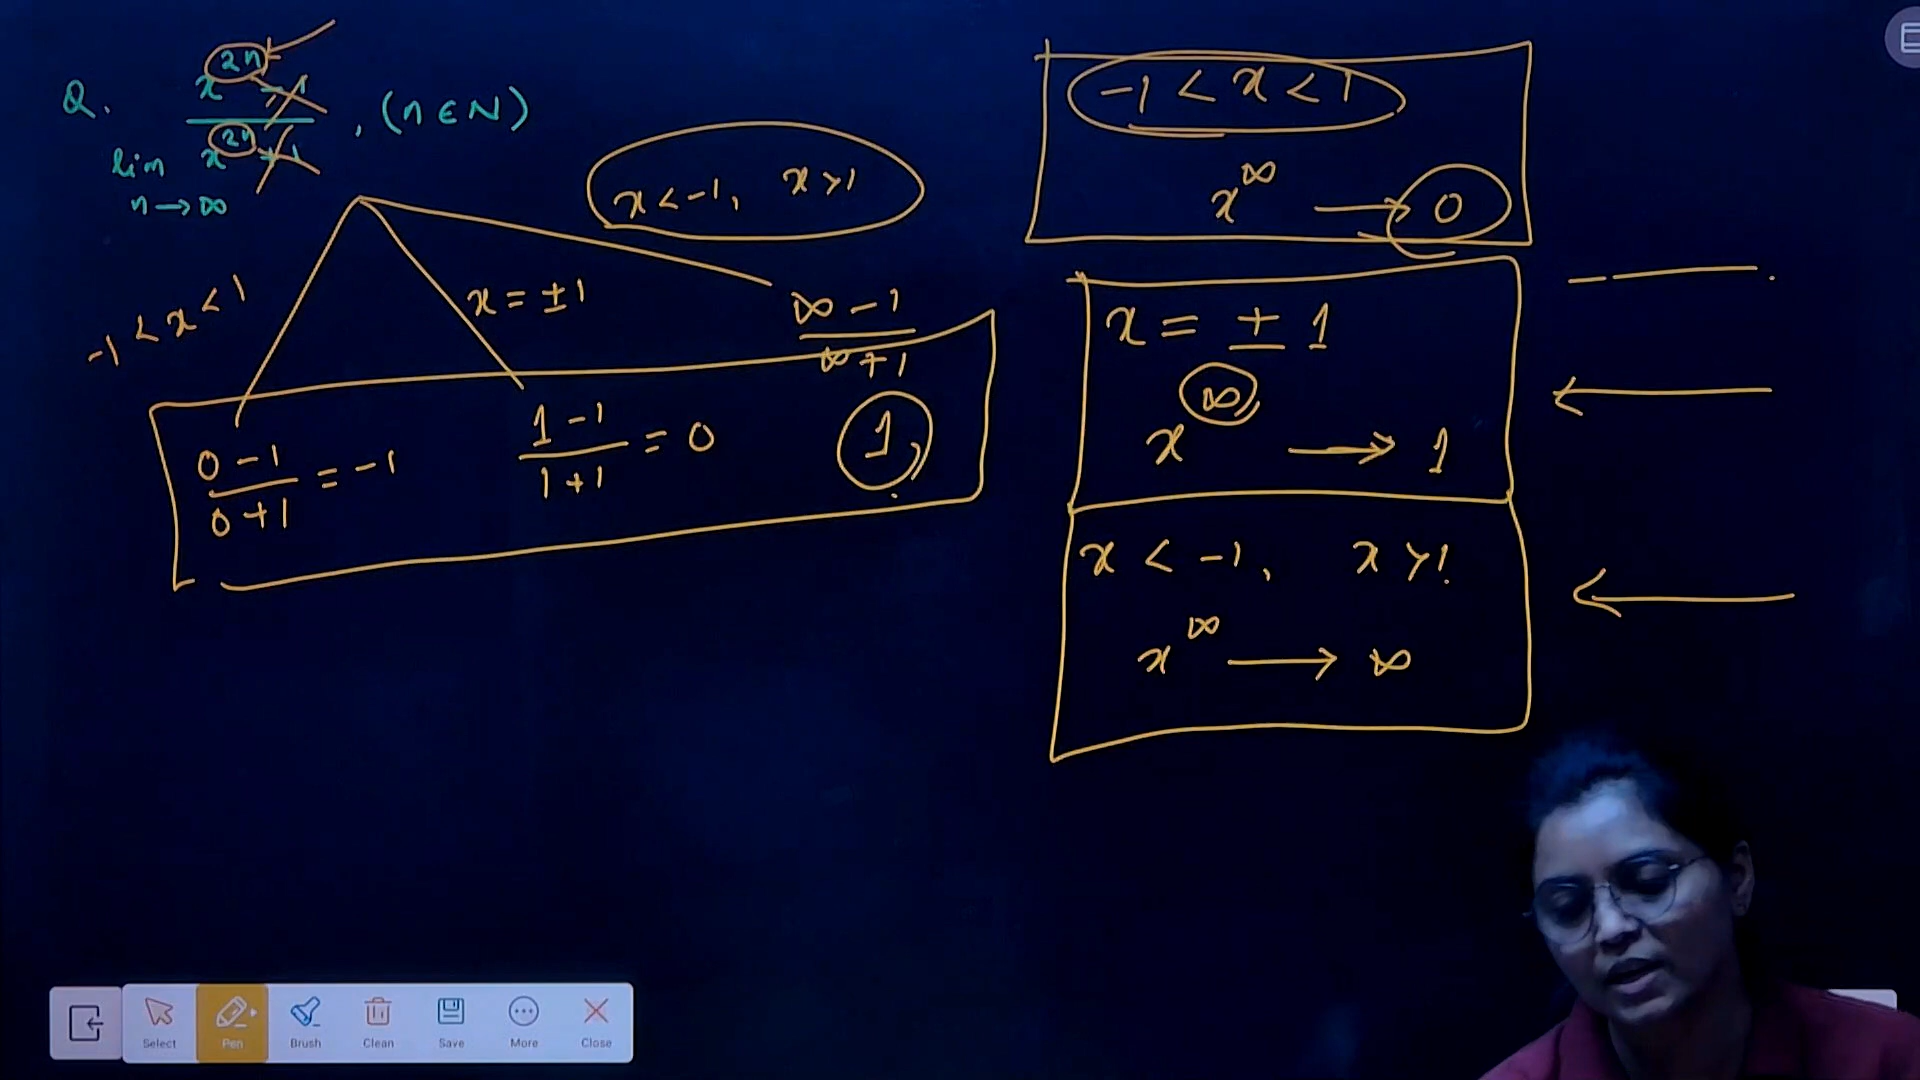 Q. x^2n - 1 / x^2n + 1 , (n ∈ N)
lim n → ∞
x < -1, x > 1
-1 < x < 1
x = ±1
∞ - 1 / ∞ + 1
0 - 1 / 0 + 1 = -1
1 - 1 / 1 + 1 = 0
1
-1 < x < 1
x^∞ → 0
x = ± 1
x^∞ → 1
x < -1, x > 1.
x^∞ → ∞
Select Pen Brush Clean Save More Close